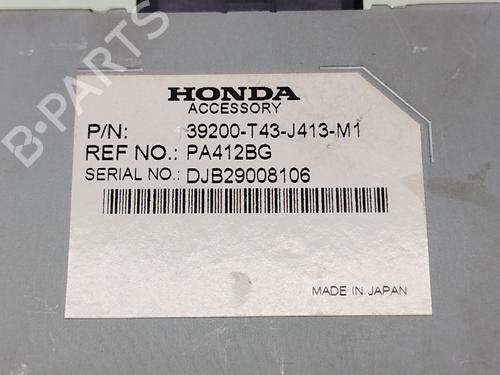 B-PARTS
HONDA
ACCESSORY
P/N: 39200-T43-J413-M1
REF NO.: PA412BG
SERIAL NO.: DJB29008106
MADE IN JAPAN